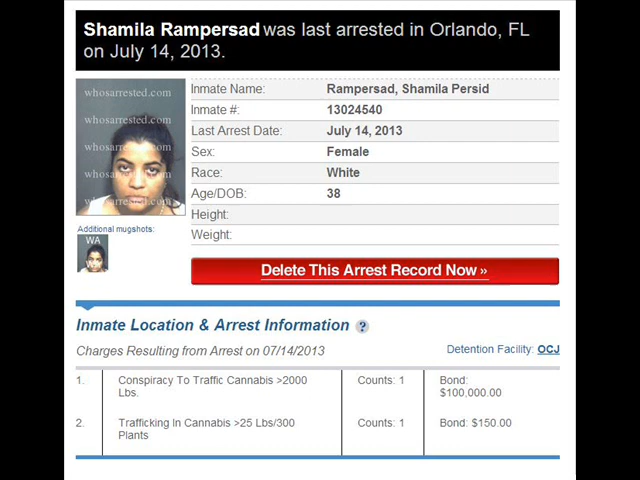 Shamila Rampersad was last arrested in Orlando, FL
on July 14, 2013.
whosarrested.com
whosarrested.com
whosarrested.com
whosarrested.com
whosarrested.com
Additional mugshots:
WA
Inmate Name: Rampersad, Shamila Persid
Inmate #: 13024540
Last Arrest Date: July 14, 2013
Sex: Female
Race: White
Age/DOB: 38
Height:
Weight:
Delete This Arrest Record Now »
Inmate Location & Arrest Information ?
Charges Resulting from Arrest on 07/14/2013 Detention Facility: OCJ
1. Conspiracy To Traffic Cannabis >2000 Counts: 1 Bond:
Lbs. $100,000.00
2. Trafficking In Cannabis >25 Lbs/300 Counts: 1 Bond: $150.00
Plants